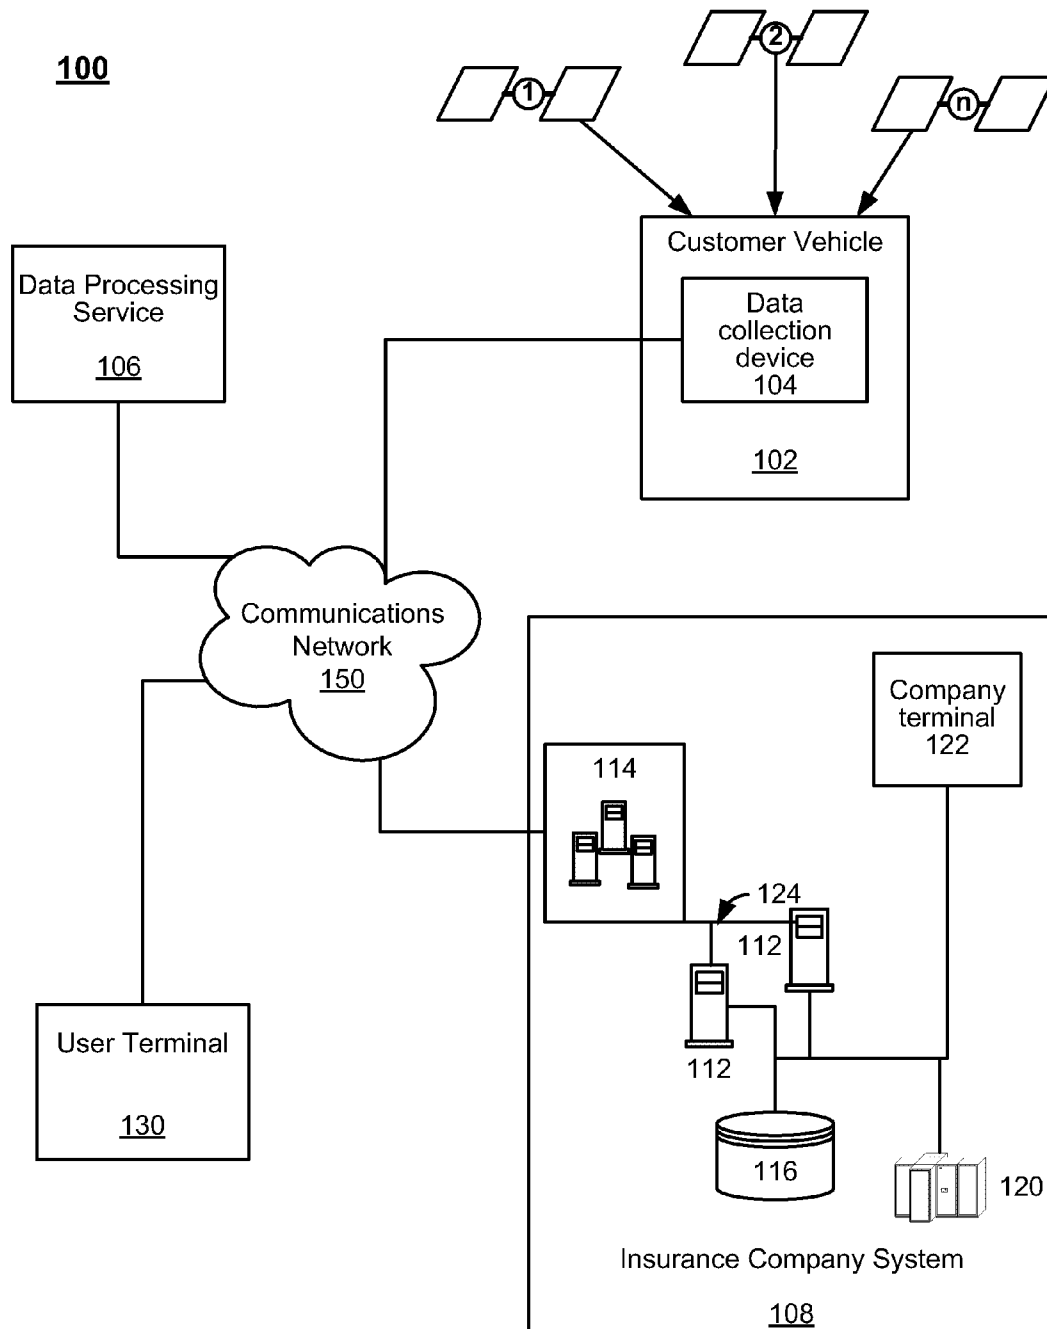 100
1
2
n
Customer Vehicle
Data
collection
device
104
102
Data Processing
Service
106
Communications
Network
150
Company
terminal
122
114
124
112
112
116
120
User Terminal
130
Insurance Company System
108